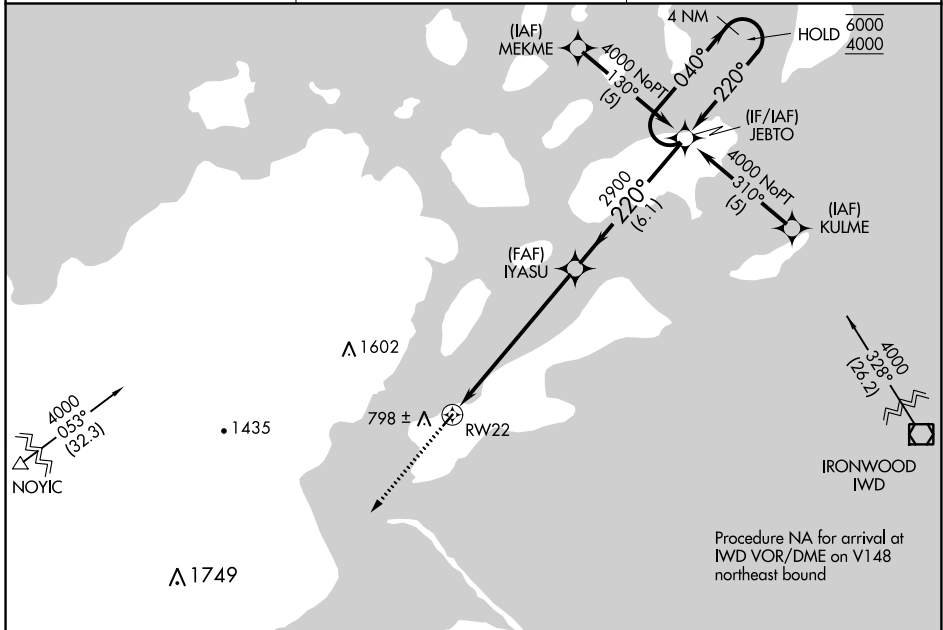 4 NM
HOLD
6000
4000
(IAF)
MEKME
4000 NoPT
130°
(5)
040°
220°
(IF/IAF)
JEBTO
4000 NoPT
310°
(5)
(IAF)
KULME
2900
220°
(6.1)
(FAF)
IYASU
1602
4000
328°
(26.2)
4000
053°
(32.3)
1435
798 ±
RW22
NOYIC
IRONWOOD
IWD
Procedure NA for arrival at
IWD VOR/DME on V148
northeast bound
1749